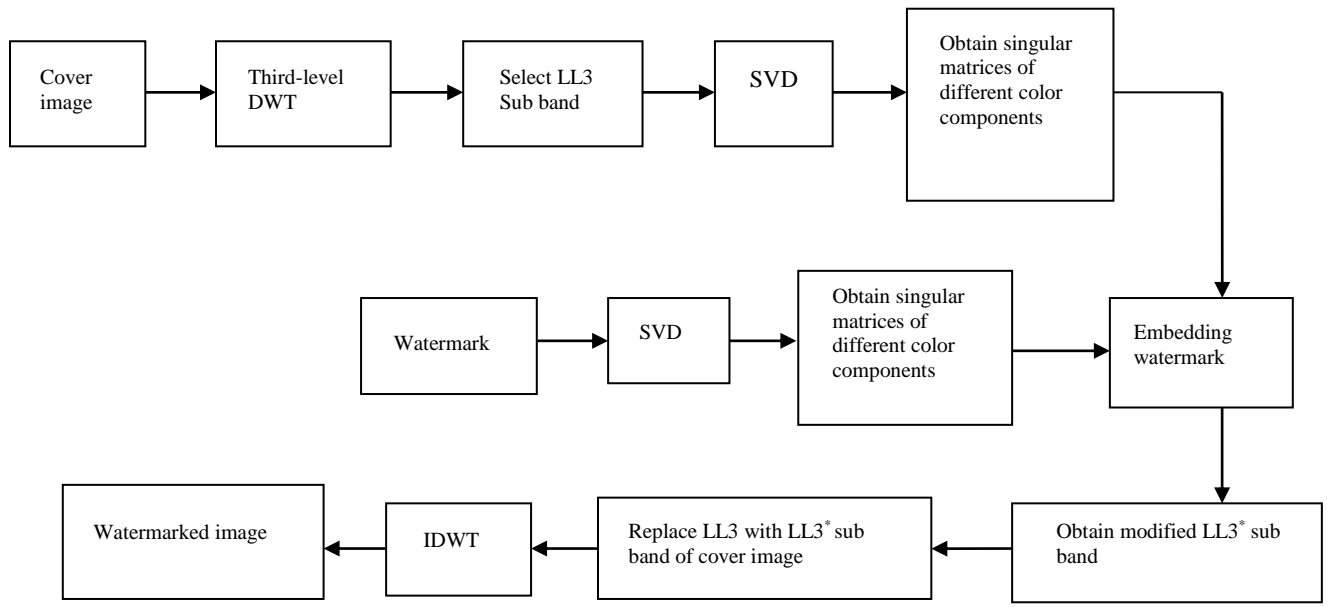 Cover
image
Third-level
DWT
Select LL3
Sub band
SVD
Obtain singular
matrices of
different color
components
Watermark
SVD
Obtain singular
matrices of
different color
components
Embedding
watermark
Watermarked image
IDWT
Replace LL3 with LL3* sub
band of cover image
Obtain modified LL3* sub
band